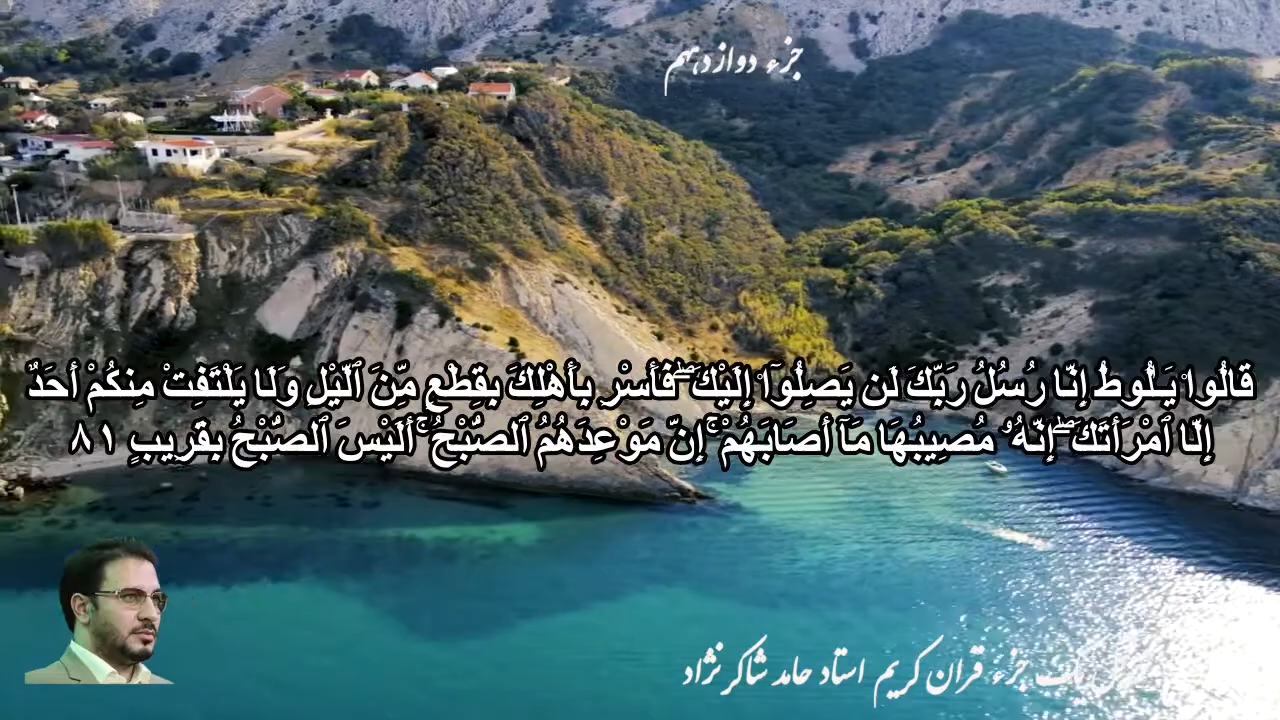 جزء دوازدهم
قَالُوا۟ يَـٰلُوطُ إِنَّا رُسُلُ رَبِّكَ لَن يَصِلُوٓا۟ إِلَيْكَ ۖ فَأَسْرِ بِأَهْلِكَ بِقِطْعٍ مِّنَ ٱلَّيْلِ وَلَا يَلْتَفِتْ مِنكُمْ أَحَدٌ
إِلَّا ٱمْرَأَتَكَ ۖ إِنَّهُۥ مُصِيبُهَا مَآ أَصَابَهُمْ ۚ إِنَّ مَوْعِدَهُمُ ٱلصُّبْحُ ۚ أَلَيْسَ ٱلصُّبْحُ بِقَرِيبٍ ٨١
جزء قران کریم استاد حامد شاکرنژاد